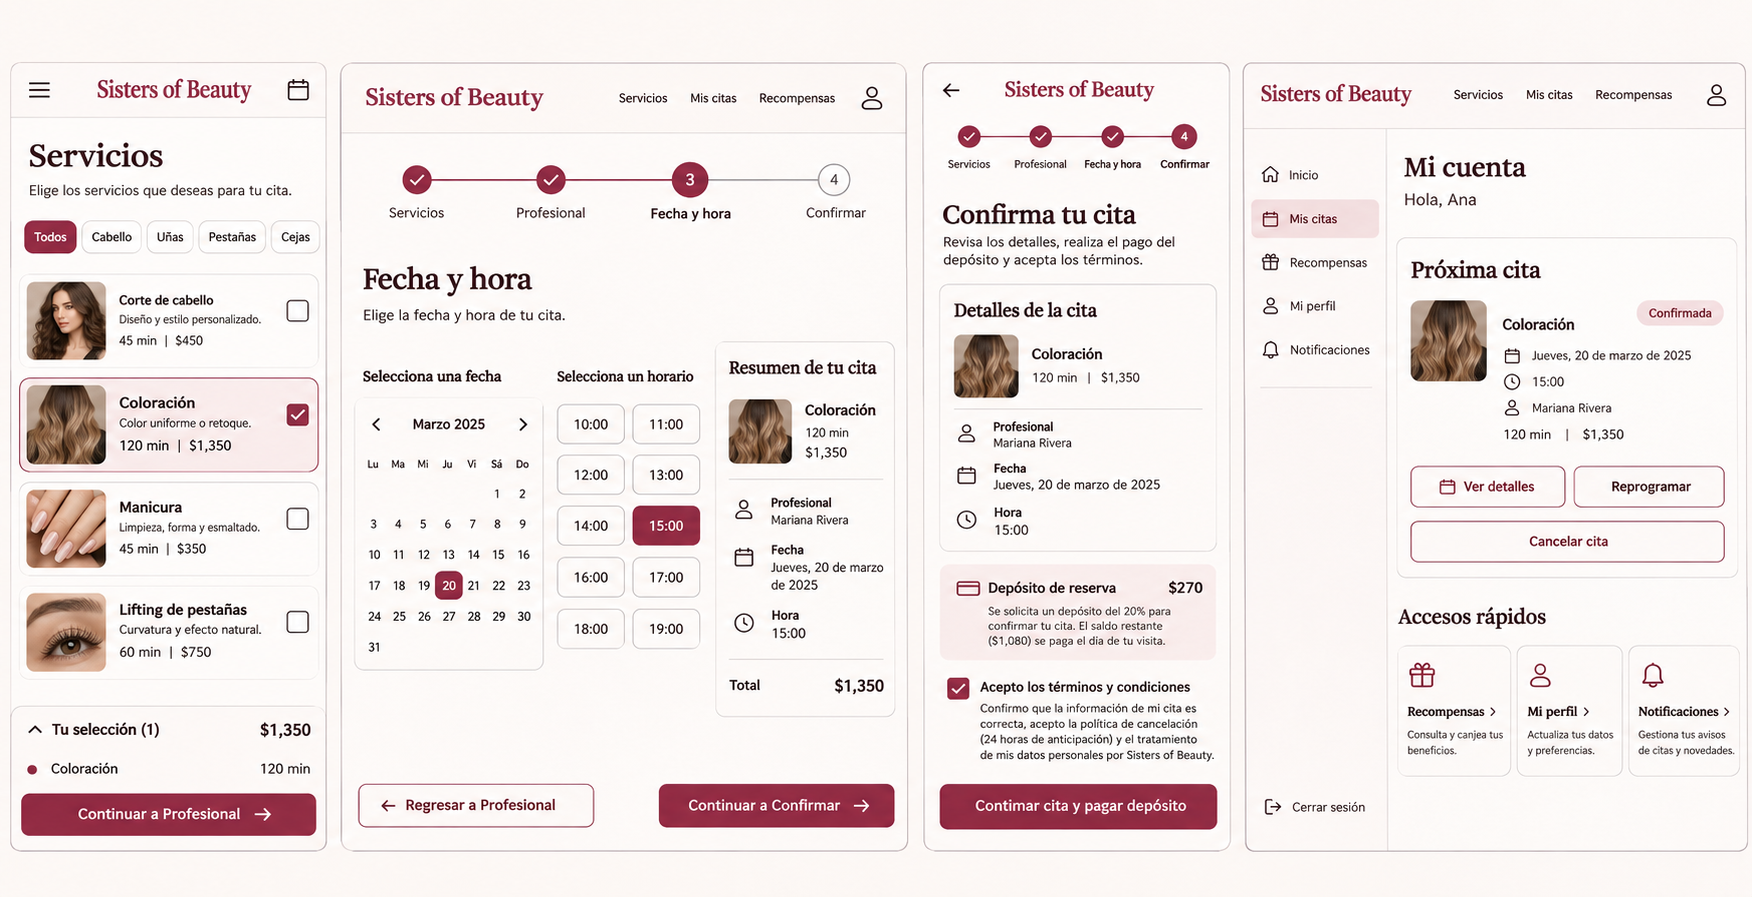 Sisters of Beauty
Servicios
Elige los servicios que deseas para tu cita.
Todos
Cabello
Uñas
Pestañas
Cejas
Corte de cabello
Diseño y estilo personalizado.
45 min | $450
Coloración
Color uniforme o retoque.
120 min | $1,350
Manicura
Limpieza, forma y esmaltado.
45 min | $350
Lifting de pestañas
Curvatura y efecto natural.
60 min | $750
Tu selección (1) $1,350
Coloración 120 min
Continuar a Profesional →
Sisters of Beauty
Servicios Mis citas Recompensas
3 4
Servicios Profesional Fecha y hora Confirmar
Fecha y hora
Elige la fecha y hora de tu cita.
Selecciona una fecha
Marzo 2025
Lu Ma Mi Ju Vi Sá Do
1 2
3 4 5 6 7 8 9
10 11 12 13 14 15 16
17 18 19 20 21 22 23
24 25 26 27 28 29 30
31
Selecciona un horario
10:00 11:00
12:00 13:00
14:00 15:00
16:00 17:00
18:00 19:00
Resumen de tu cita
Coloración
120 min
$1,350
Profesional
Mariana Rivera
Fecha
Jueves, 20 de marzo
de 2025
Hora
15:00
Total $1,350
← Regresar a Profesional
Continuar a Confirmar →
Sisters of Beauty
4
Servicios Profesional Fecha y hora Confirmar
Confirma tu cita
Revisa los detalles, realiza el pago del
depósito y acepta los términos.
Detalles de la cita
Coloración
120 min | $1,350
Profesional
Mariana Rivera
Fecha
Jueves, 20 de marzo de 2025
Hora
15:00
Depósito de reserva $270
Se solicita un depósito del 20% para
confirmar tu cita. El saldo restante
($1,080) se paga el día de tu visita.
Acepto los términos y condiciones
Confirmo que la información de mi cita es
correcta, acepto la política de cancelación
(24 horas de anticipación) y el tratamiento
de mis datos personales por Sisters of Beauty.
Contimar cita y pagar depósito
Sisters of Beauty
Servicios Mis citas Recompensas
Inicio
Mis citas
Recompensas
Mi perfil
Notificaciones
Cerrar sesión
Mi cuenta
Hola, Ana
Próxima cita
Confirmada
Coloración
Jueves, 20 de marzo de 2025
15:00
Mariana Rivera
120 min | $1,350
Ver detalles
Reprogramar
Cancelar cita
Accesos rápidos
Recompensas >
Consulta y canjea tus
beneficios.
Mi perfil >
Actualiza tus datos
y preferencias.
Notificaciones >
Gestiona tus avisos
de citas y novedades.